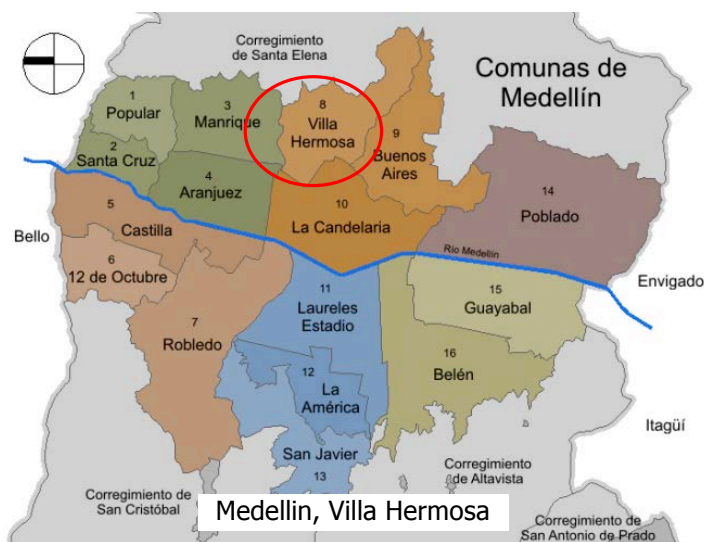 Corregimiento
de Santa Elena
Comunas de
Medellín
1
Popular
3
Manrique
8
Villa
Hermosa
9
Buenos
Aires
2
Santa Cruz
4
Aranjuez
14
Poblado
5
Castilla
10
La Candelaria
Bello
6
12 de Octubre
Rio Medellín
Envigado
11
Laureles
Estadio
15
Guayabal
7
Robledo
16
Belén
12
La
América
Itagüí
San Javier
13
Corregimiento
de Altavista
Corregimiento de
San Cristóbal
Medellin, Villa Hermosa
Corregimiento de
San Antonio de Prado